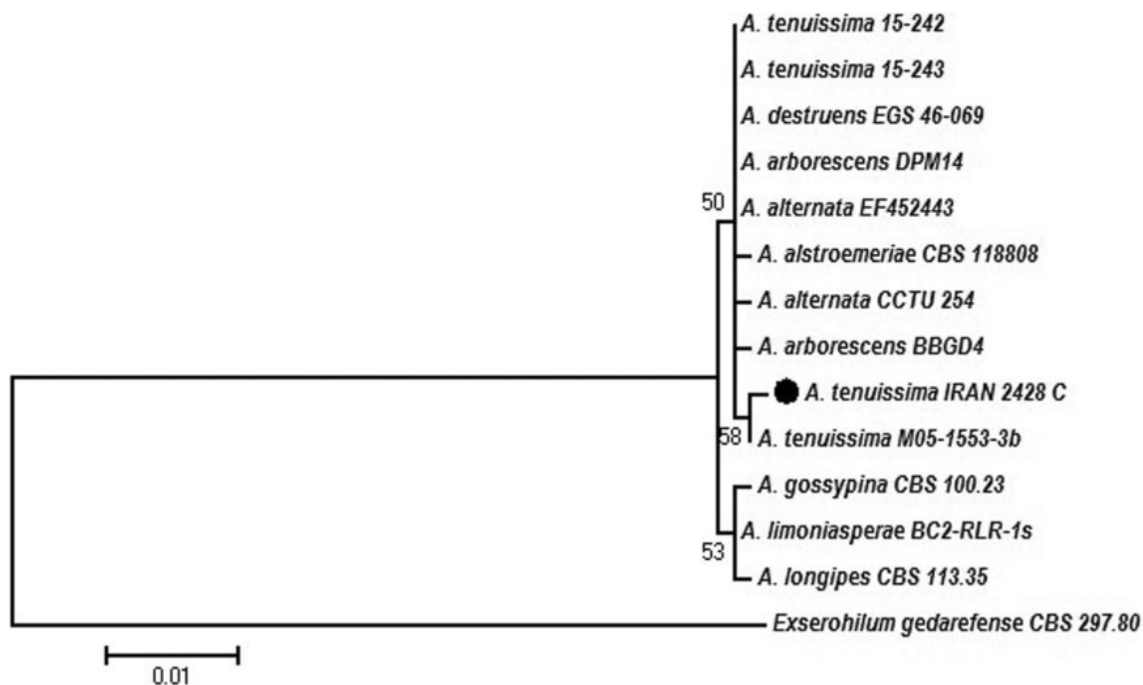 A. tenuissima 15-242
A. tenuissima 15-243
A. destruens EGS 46-069
A. arborescens DPM14
50
A. alternata EF452443
A. alstroemeriae CBS 118808
A. alternata CCTU 254
A. arborescens BBGD4
A. tenuissima IRAN 2428 C
58
A. tenuissima M05-1553-3b
A. gossypina CBS 100.23
A. limoniasperae BC2-RLR-1s
53
A. longipes CBS 113.35
Exserohilum gedarefense CBS 297.80
0.01